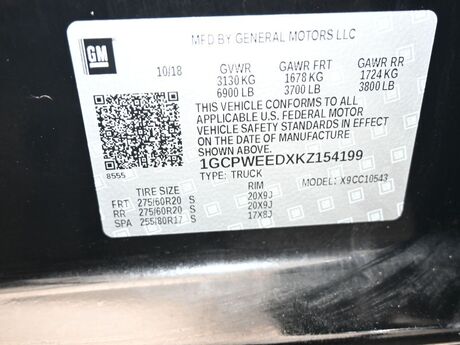 MFD BY GENERAL MOTORS LLC
GM
10/18 GVWR GAWR FRT GAWR RR
3130 KG 1678 KG 1724 KG
6900 LB 3700 LB 3800 LB
THIS VEHICLE CONFORMS TO ALL
APPLICABLE U.S. FEDERAL MOTOR
VEHICLE SAFETY STANDARDS IN EFFECT
ON THE DATE OF MANUFACTURE
SHOWN ABOVE.
8555
1GCPWEEDXKZ154199
TYPE: TRUCK
MODEL: X9CC10543
TIRE SIZE RIM
FRT 275/60R20 S 20X9J
RR 275/60R20 S 20X9J
SPA 255/80R17 S 17X8J